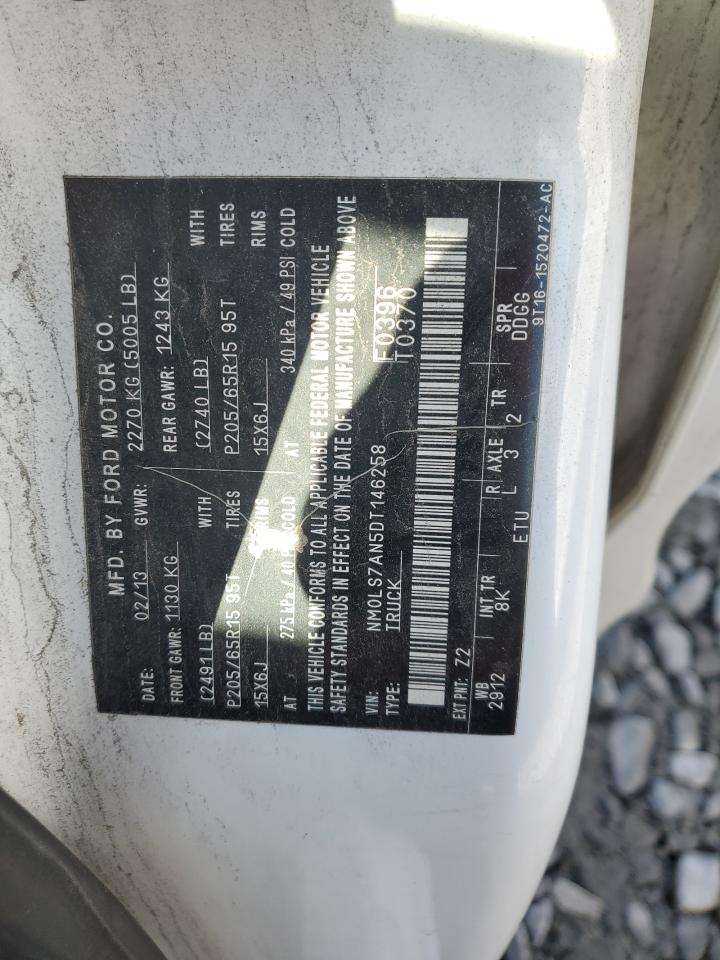 MFD. BY FORD MOTOR CO.
DATE: 02/13 GVWR: 2270 KG (5005 LB)
FRONT GAWR: 1130 KG REAR GAWR: 1243 KG
(2491LB) WITH (2740 LB) WITH
P205/65R15 95T TIRES P205/65R15 95T TIRES
15X6J RIMS 15X6J RIMS
AT 275 kPa / 40 PSI COLD AT 340 kPa / 49 PSI COLD
THIS VEHICLE CONFORMS TO ALL APPLICABLE FEDERAL MOTOR VEHICLE
SAFETY STANDARDS IN EFFECT ON THE DATE OF MANUFACTURE SHOWN ABOVE
VIN: NM0LS7AN5DT146258 F0396
TYPE: TRUCK T0370
EXT PNT: Z2
WB INT TR R AXLE TR SPR
2912 8K L 3 2 DDGG
ETU 9T16-1520472-AC